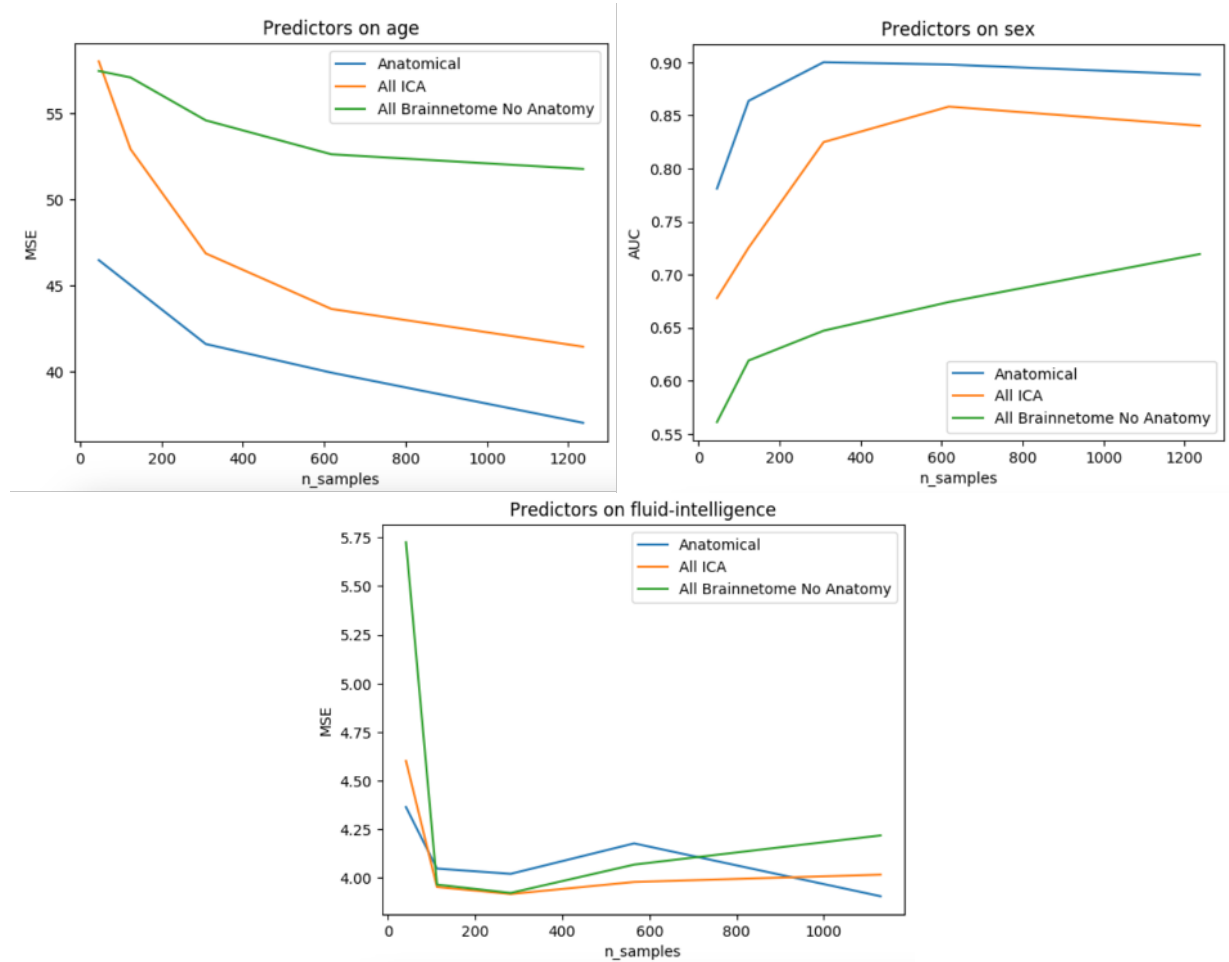 Predictors on age
Anatomical
All ICA
All Brainnetome No Anatomy
55
50
45
40
MSE
0 200 400 600 800 1000 1200
n_samples
Predictors on sex
0.90
0.85
0.80
0.75
0.70
0.65
0.60
0.55
AUC
Anatomical
All ICA
All Brainnetome No Anatomy
0 200 400 600 800 1000 1200
n_samples
Predictors on fluid-intelligence
Anatomical
All ICA
All Brainnetome No Anatomy
5.75
5.50
5.25
5.00
4.75
4.50
4.25
4.00
MSE
0 200 400 600 800 1000
n_samples